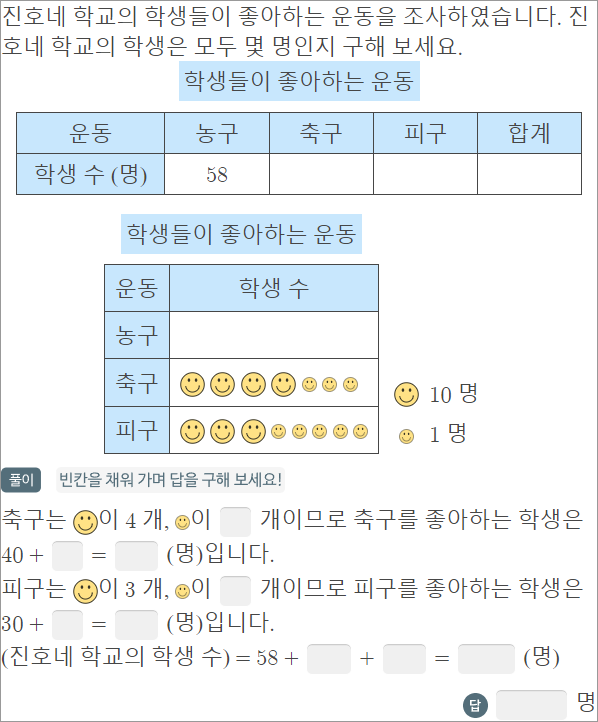 진호네 학교의 학생들이 좋아하는 운동을 조사하였습니다. 진
호네 학교의 학생은 모두 몇 명인지 구해 보세요.
학생들이 좋아하는 운동
운동 농구 축구 피구 합계
학생 수 (명) 58
학생들이 좋아하는 운동
운동 학생 수
농구
축구
10 명
피구
1 명
풀이 빈칸을 채워 가며 답을 구해 보세요!
축구는 이 4 개, 이 개이므로 축구를 좋아하는 학생은
40 + = (명)입니다.
피구는 이 3 개, 이 개이므로 피구를 좋아하는 학생은
30 + = (명)입니다.
(진호네 학교의 학생 수) = 58 + + = (명)
답 명